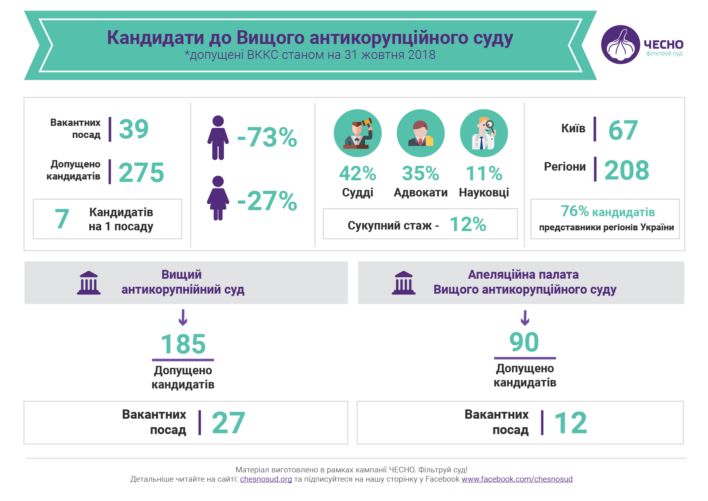 Кандидати до Вищого антикорупційного суду
*допущені ВККС станом на 31 жовтня 2018
ЧЕСНО
фільтруй суд
Вакантних
посад
39
Допущено
кандидатів
275
7
Кандидатів
на 1 посаду
-73%
-27%
42%
Судді
35%
Адвокати
11%
Науковці
Сукупний стаж - 12%
Київ
67
Регіони
208
76% кандидатів
представники регіонів України
Вищий
антикорупнійний суд
Апеляційна палата
Вищого антикорупційного суду
185
Допущено
кандидатів
90
Допущено
кандидатів
Вакантних
посад
27
Вакантних
посад
12
Матеріал виготовлено в рамках кампанії ЧЕСНО. Фільтруй суд!
Детальніше читайте на сайті: chesnosud.org та підписуйтеся на нашу сторінку у Facebook www.facebook.com/chesnosud